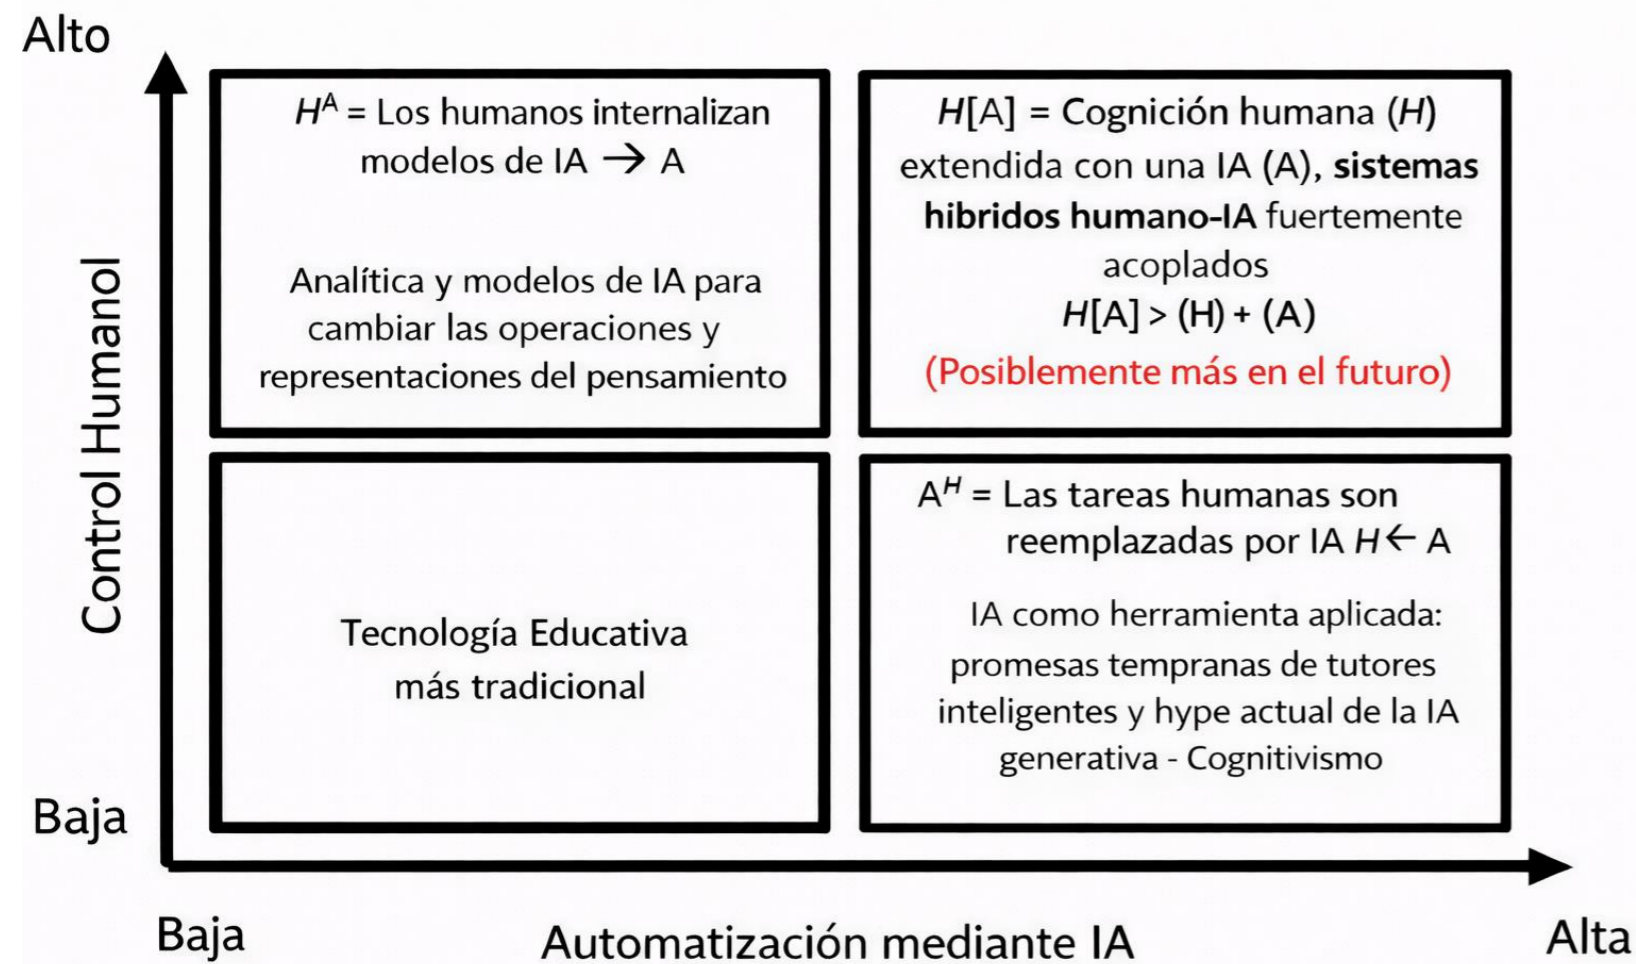 Alto
Control Humanol
Baja
H^A = Los humanos internalizan
modelos de IA → A
Analítica y modelos de IA para
cambiar las operaciones y
representaciones del pensamiento
H[A] = Cognición humana (H)
extendida con una IA (A), sistemas
hibridos humano-IA fuertemente
acoplados
H[A] > (H) + (A)
(Posiblemente más en el futuro)
Tecnología Educativa
más tradicional
A^H = Las tareas humanas son
reemplazadas por IA H← A
IA como herramienta aplicada:
promesas tempranas de tutores
inteligentes y hype actual de la IA
generativa - Cognitivismo
Baja
Automatización mediante IA
Alta